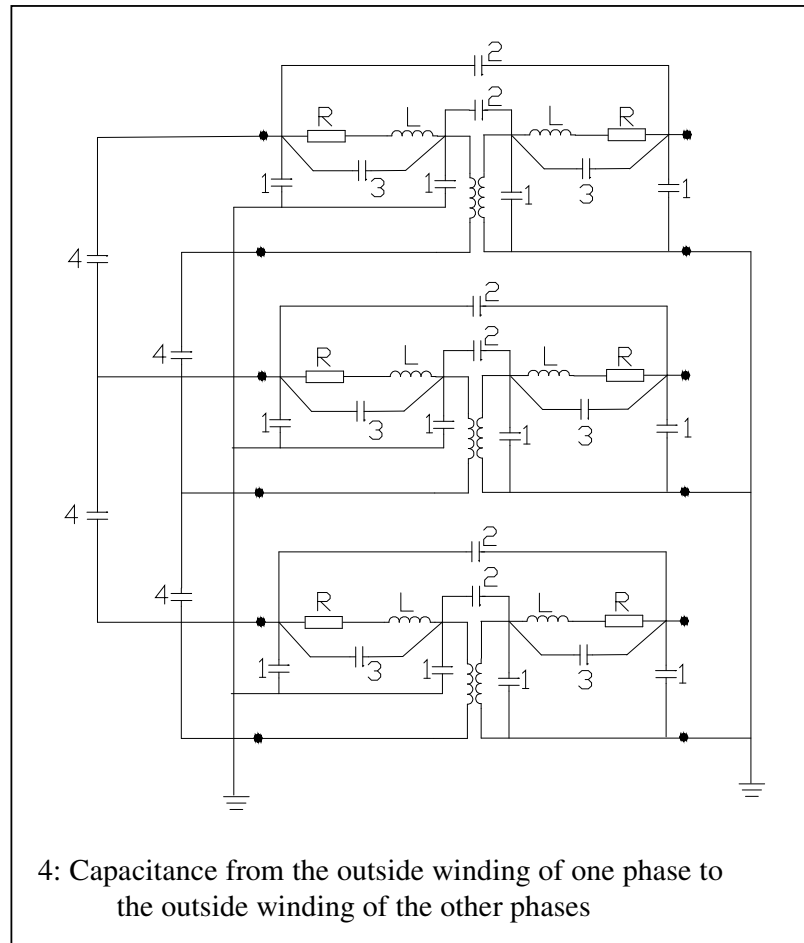 2
2
R L L R
1 3 1 1 3 1
4
2
4 2
R L L R
1 3 1 1 3 1
4
2
4 2
R L L R
1 3 1 1 3 1
4: Capacitance from the outside winding of one phase to
the outside winding of the other phases